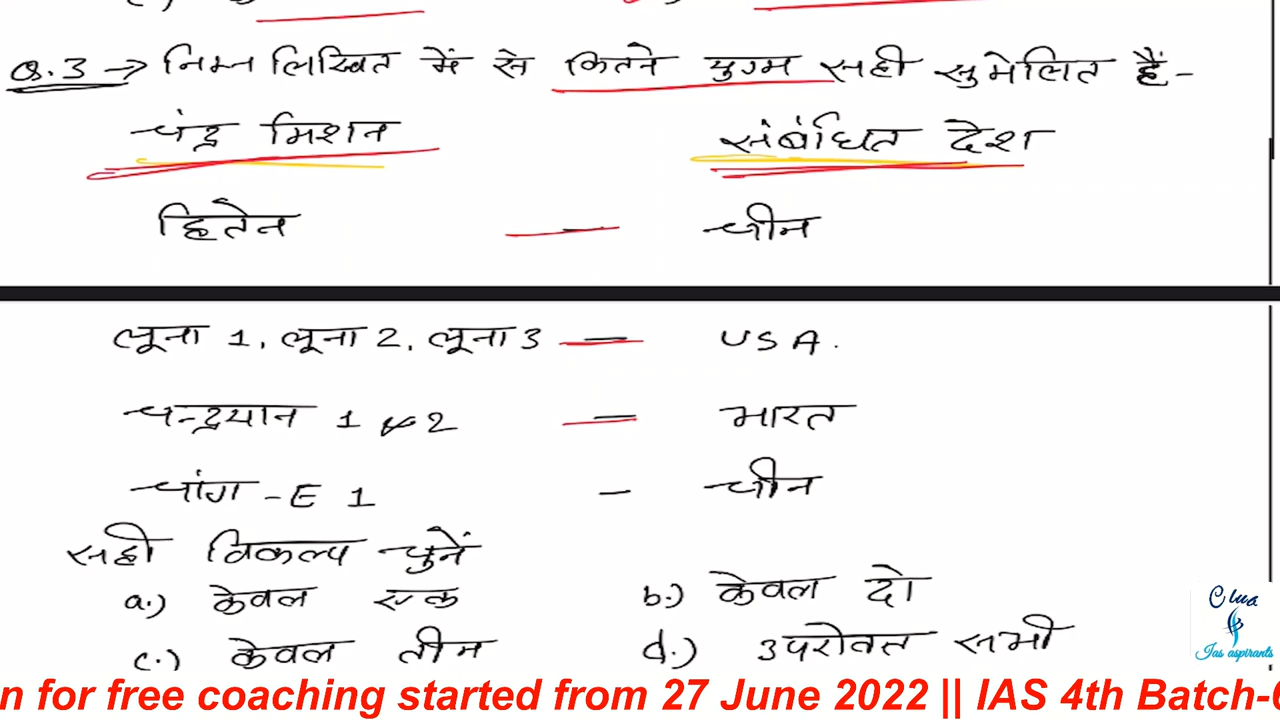 Q.3 → निम्न लिखित में से कितने युग्म सही सुमेलित हैं -
चंद्र मिशन संबंधित देश
हितेन — चीन
लूना 1, लूना 2, लूना 3 — USA.
चन्द्रयान 1 & 2 — भारत
चांग - E 1 - चीन
सही विकल्प चुनें
a.) केवल एक b.) केवल दो
c.) केवल तीन d.) उपरोक्त सभी
Clua
Ias aspirants
n for free coaching started from 27 June 2022 || IAS 4th Batch-